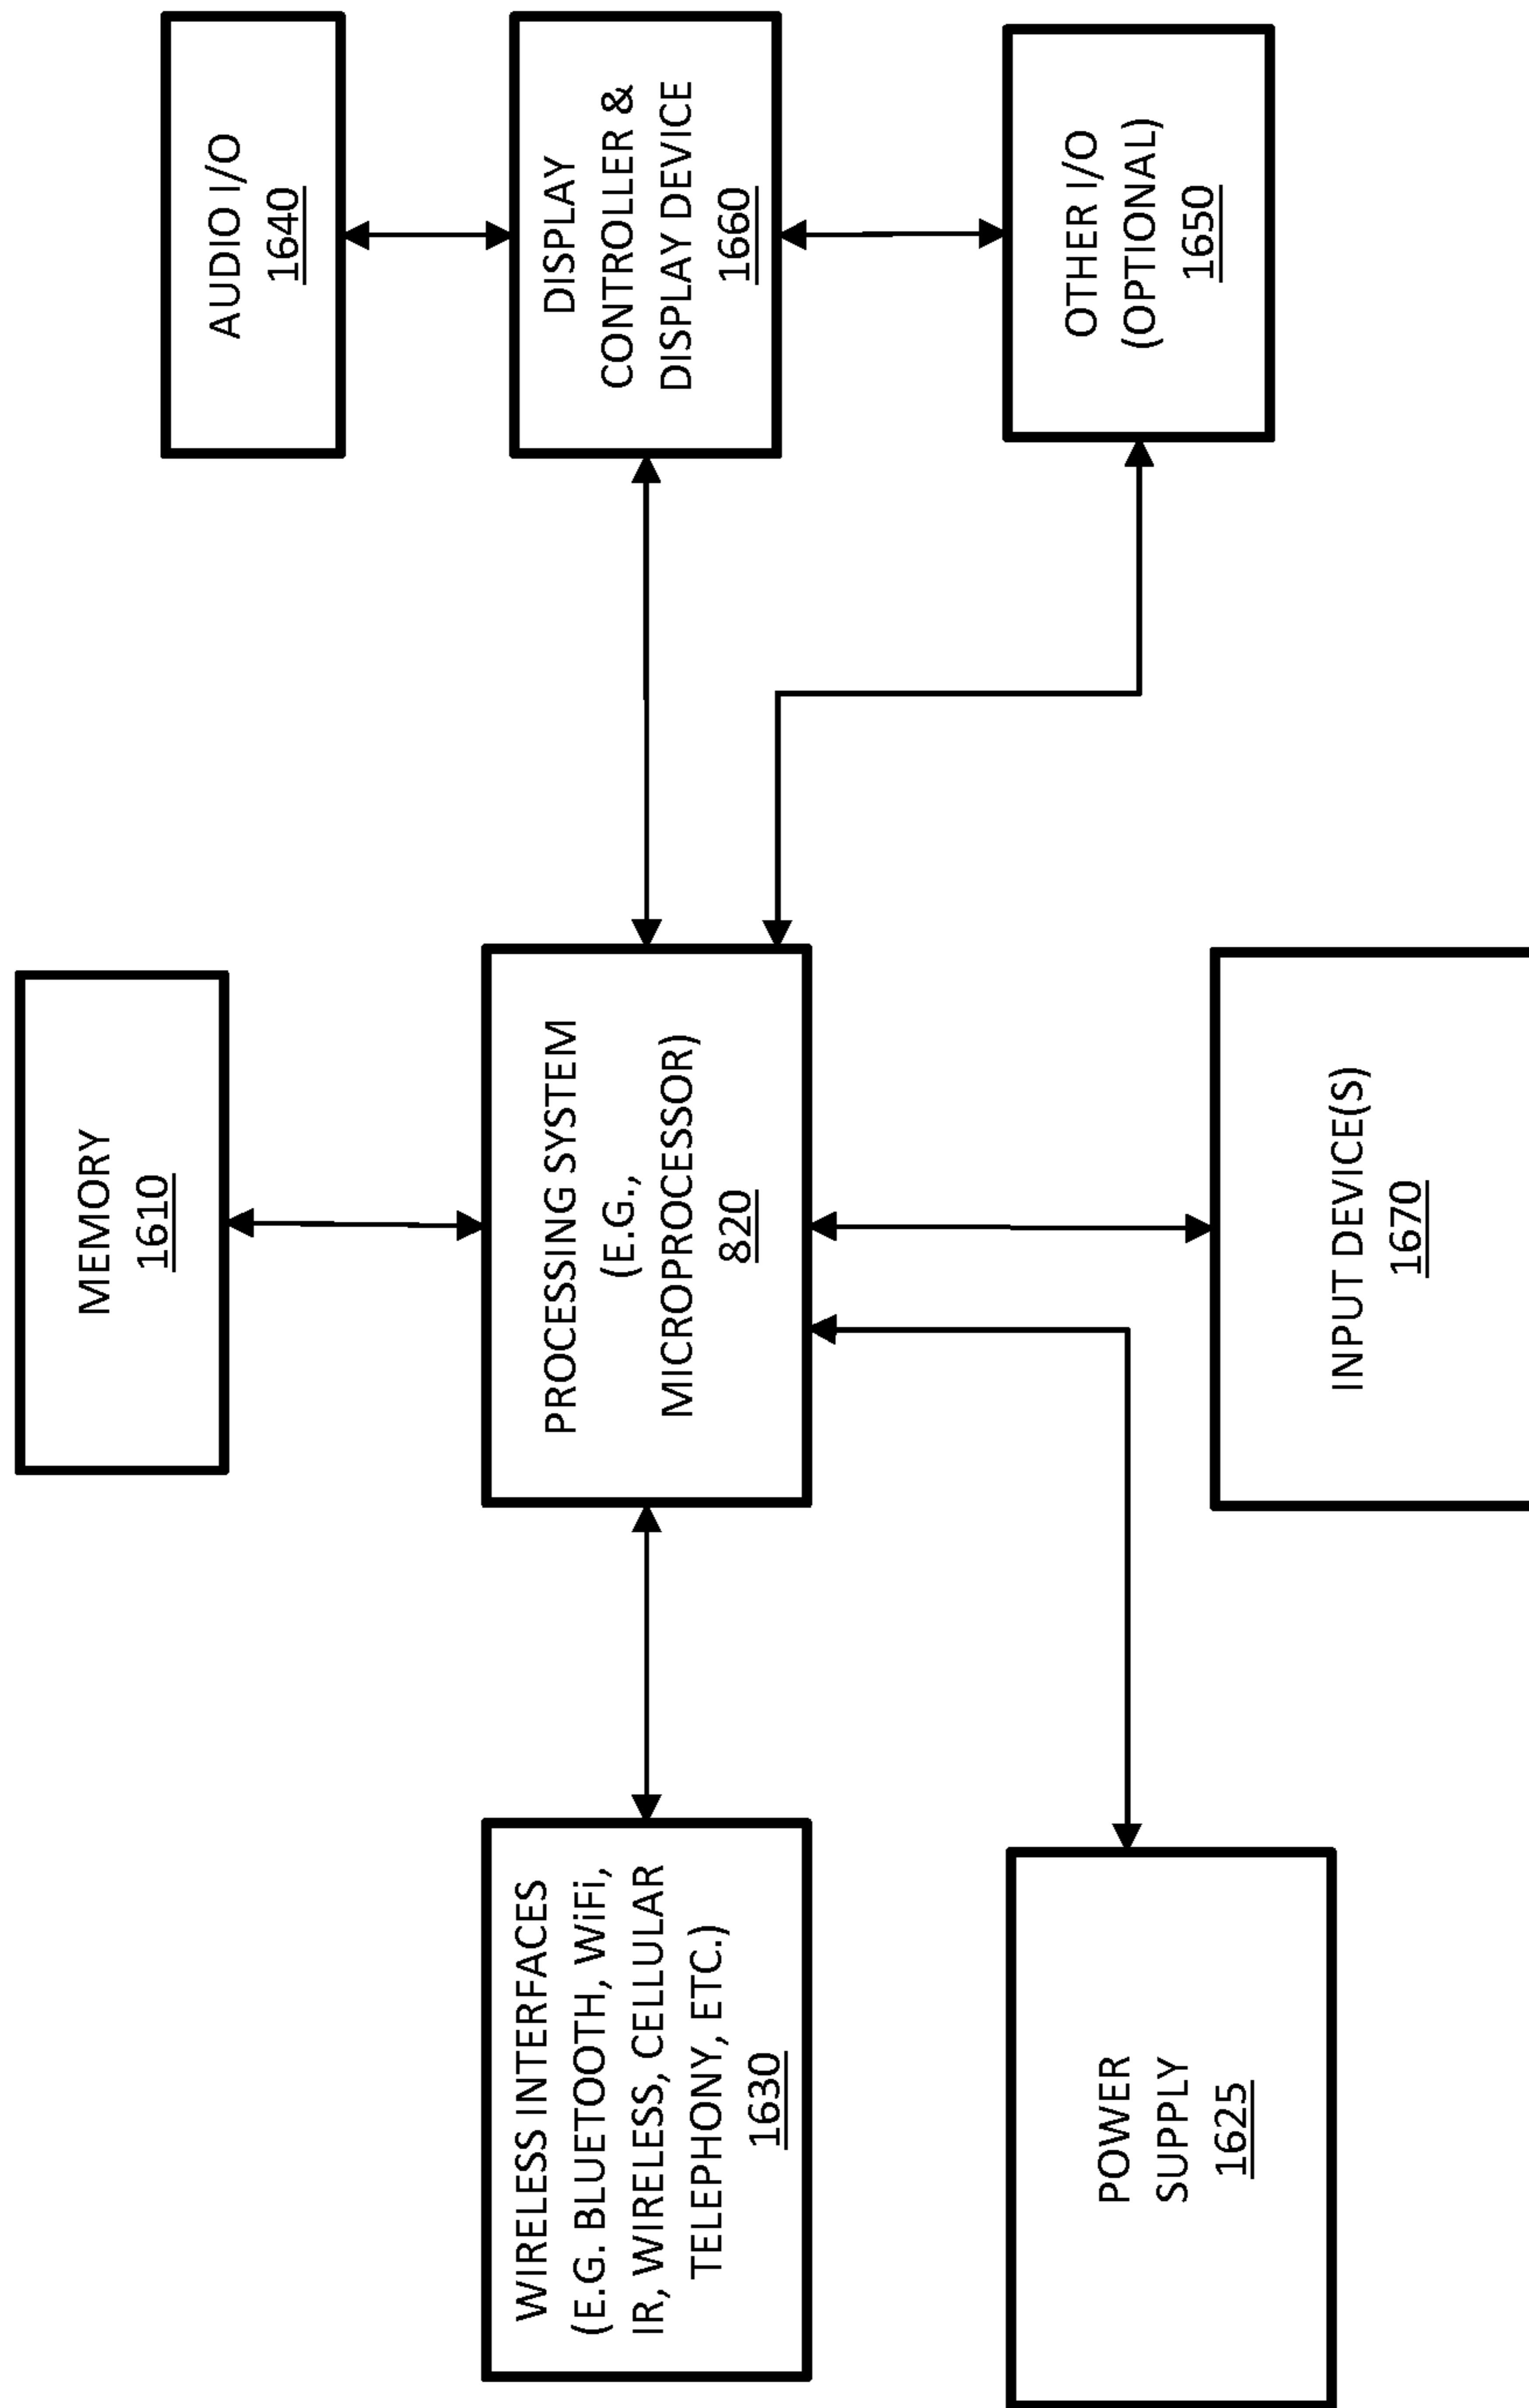 MEMORY
1610
AUDIO I/O
1640
WIRELESS INTERFACES
(E.G. BLUETOOTH, WiFi,
IR, WIRELESS, CELLULAR
TELEPHONY, ETC.)
1630
PROCESSING SYSTEM
(E.G.,
MICROPROCESSOR)
820
DISPLAY
CONTROLLER &
DISPLAY DEVICE
1660
POWER
SUPPLY
1625
INPUT DEVICE(S)
1670
OTHER I/O
(OPTIONAL)
1650